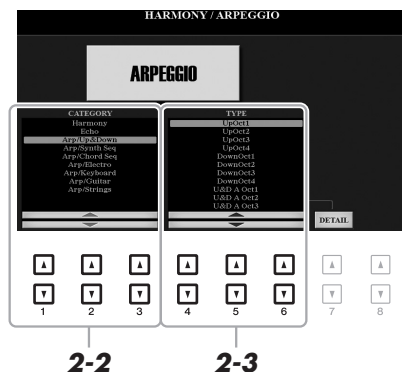 HARMONY / ARPEGGIO
ARPEGGIO
CATEGORY
Harmony
Echo
Arp/Up&Down
Arp/Synth Seq
Arp/Chord Seq
Arp/Electro
Arp/Keyboard
Arp/Guitar
Arp/Strings
TYPE
UpOct1
UpOct2
UpOct3
UpOct4
DownOct1
DownOct2
DownOct3
DownOct4
U&D A Oct1
U&D A Oct2
U&D A Oct3
DETAIL
1 2 3 4 5 6 7 8
2-2 2-3